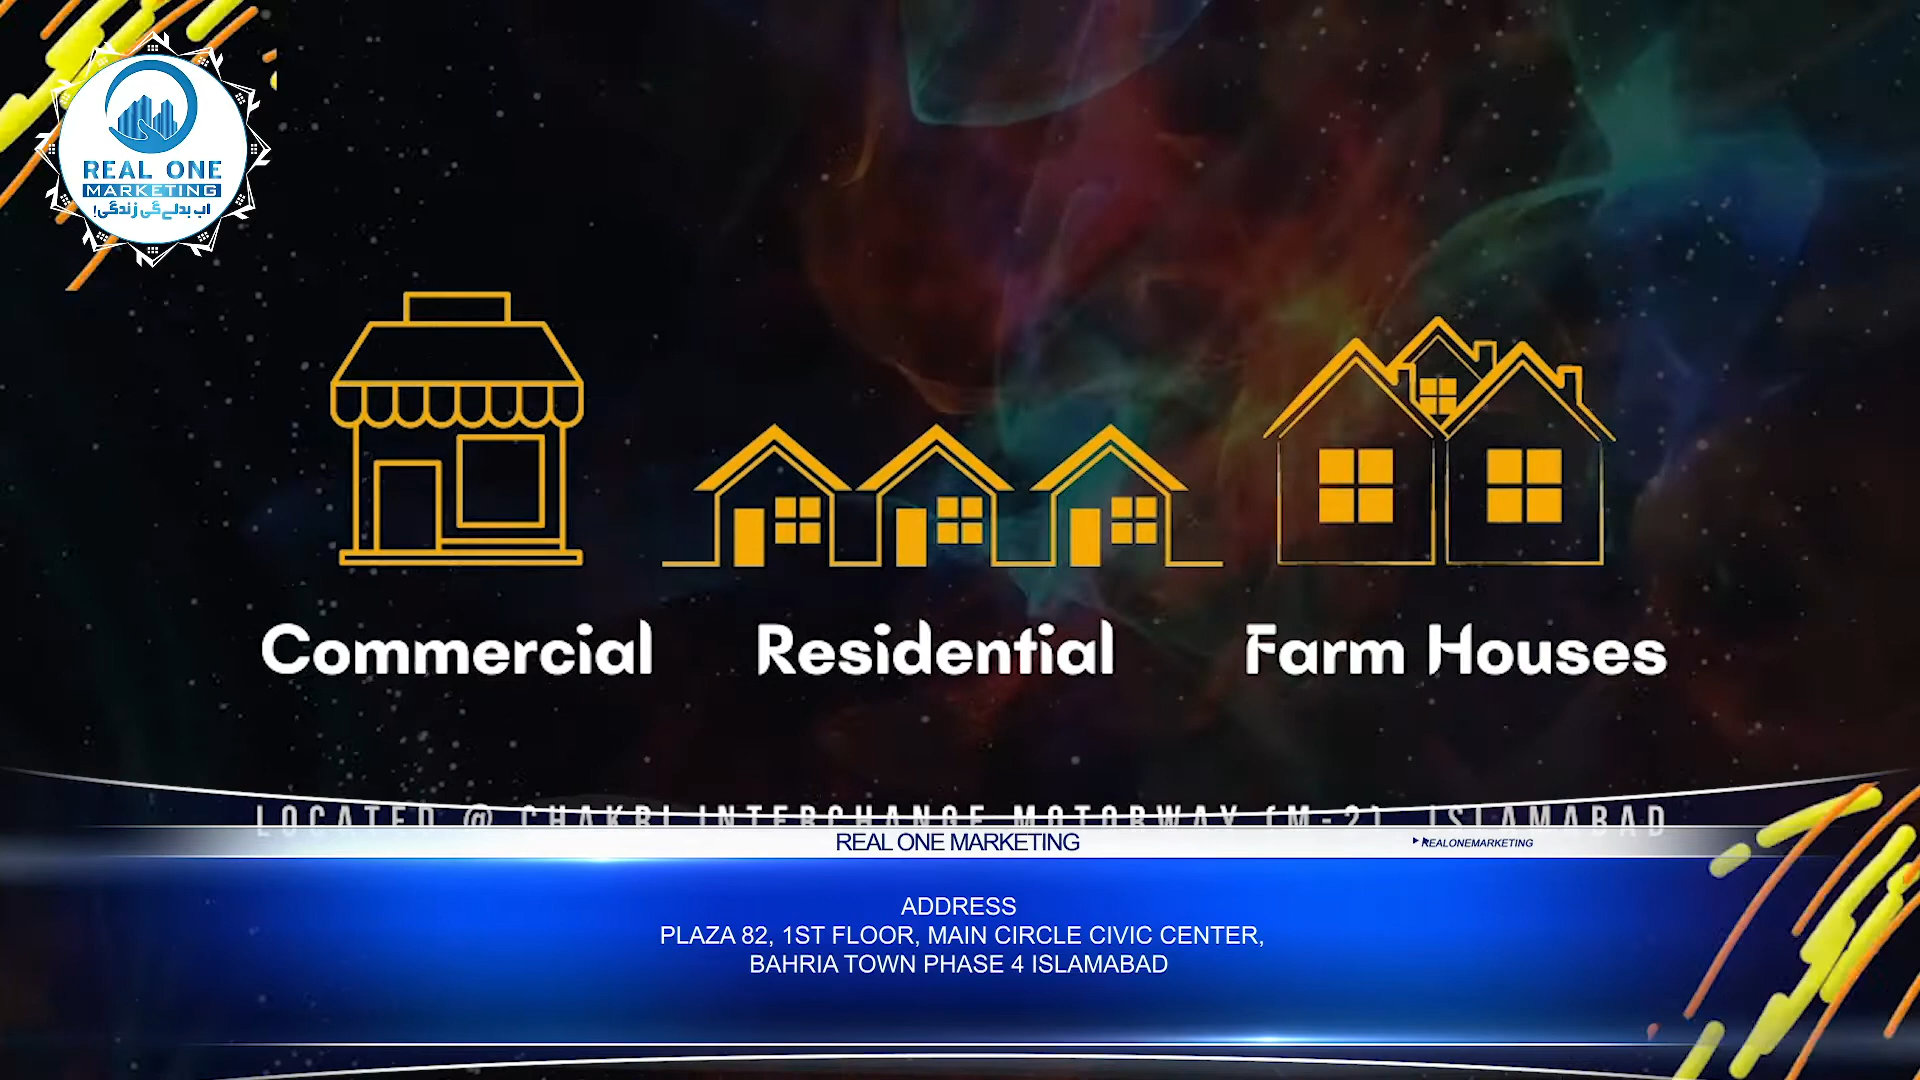 REAL ONE
MARKETING
اب بدلے گی زندگی!
Commercial
Residential
Farm Houses
LOCATED @ CHAKRI INTERCHANGE MOTORWAY (M-2), ISLAMABAD
REAL ONE MARKETING
REALONEMARKETING
ADDRESS
PLAZA 82, 1ST FLOOR, MAIN CIRCLE CIVIC CENTER,
BAHRIA TOWN PHASE 4 ISLAMABAD